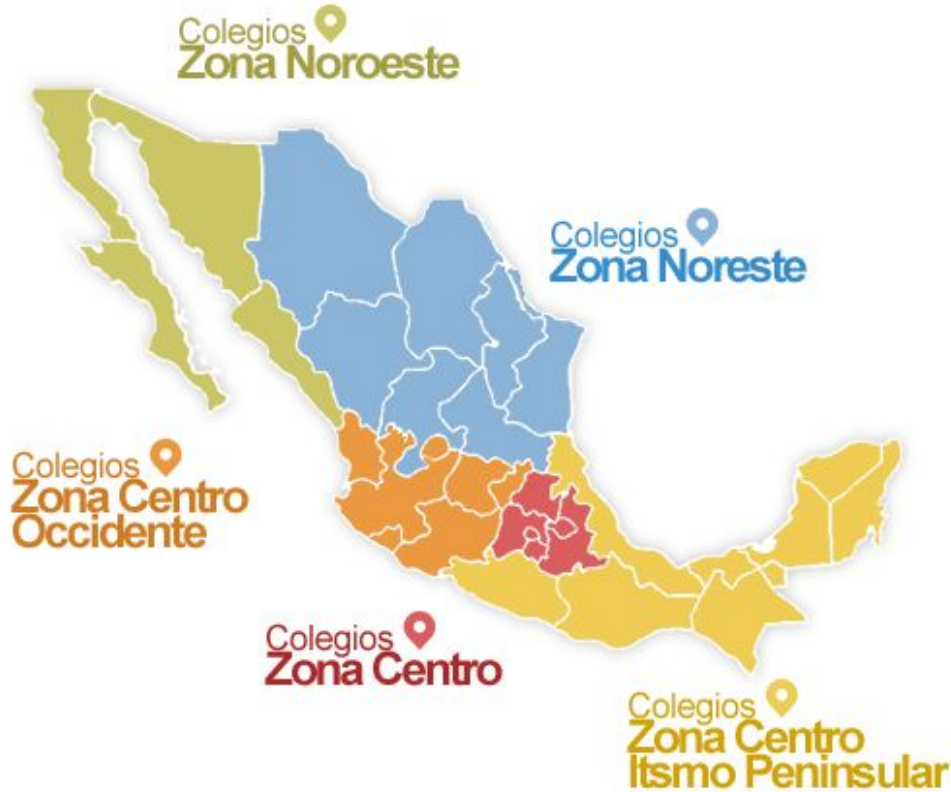 Colegios
Zona Noroeste
Colegios
Zona Noreste
Colegios
Zona Centro
Occidente
Colegios
Zona Centro
Colegios
Zona Centro
Itsmo Peninsular